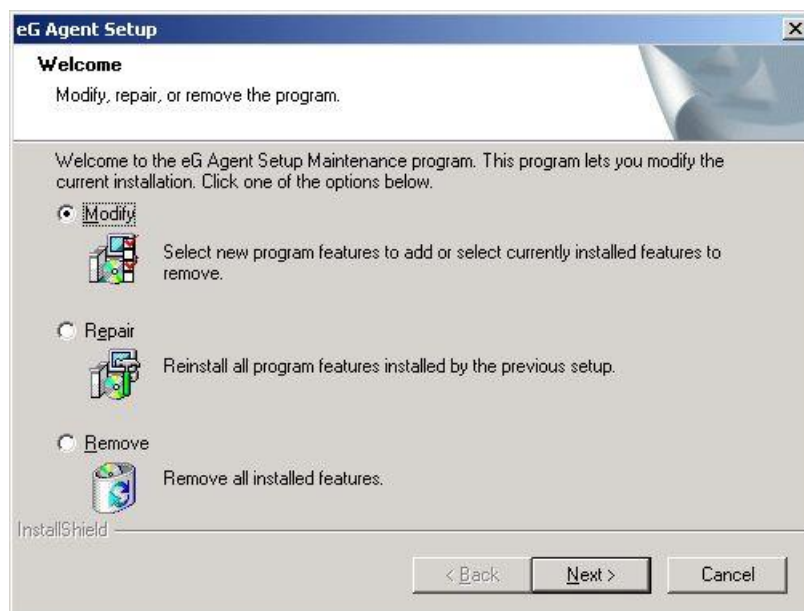 eG Agent Setup
Welcome
Modify, repair, or remove the program.
Welcome to the eG Agent Setup Maintenance program. This program lets you modify the
current installation. Click one of the options below.
Modify
Select new program features to add or select currently installed features to
remove.
Repair
Reinstall all program features installed by the previous setup.
Remove
Remove all installed features.
InstallShield
< Back
Next >
Cancel